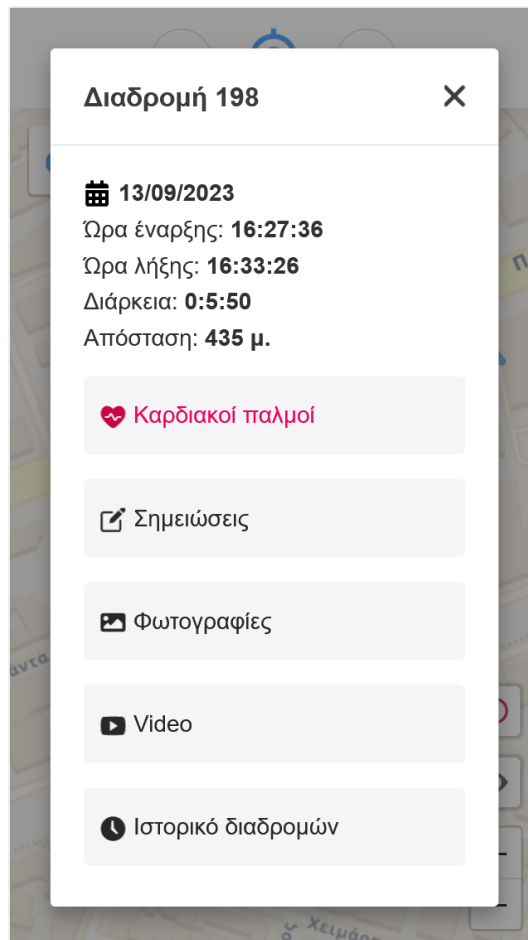 Διαδρομή 198
13/09/2023
Ώρα έναρξης: 16:27:36
Ώρα λήξης: 16:33:26
Διάρκεια: 0:5:50
Απόσταση: 435 μ.
Καρδιακοί παλμοί
Σημειώσεις
Φωτογραφίες
Video
Ιστορικό διαδρομών